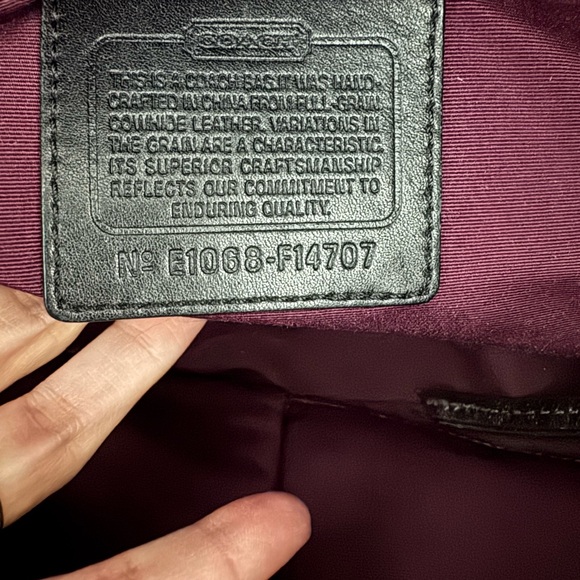 COACH
THIS IS A COACH BAG.IT WAS HAND-
CRAFTED IN CHINA FROM FULL-GRAIN
COWHIDE LEATHER. VARIATIONS IN
THE GRAIN ARE A CHARACTERISTIC.
ITS SUPERIOR CRAFTSMANSHIP
REFLECTS OUR COMMITMENT TO
ENDURING QUALITY.
Nº E1068-F14707